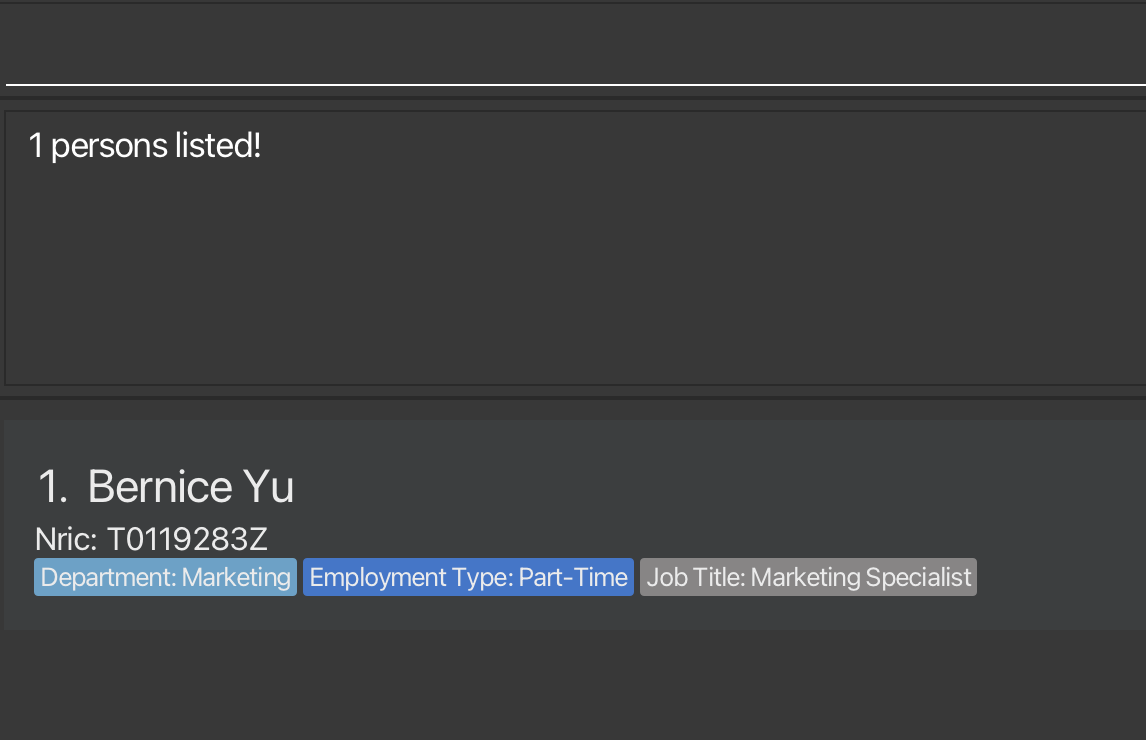 1 persons listed!
1. Bernice Yu
Nric: T0119283Z
Department: Marketing Employment Type: Part-Time Job Title: Marketing Specialist